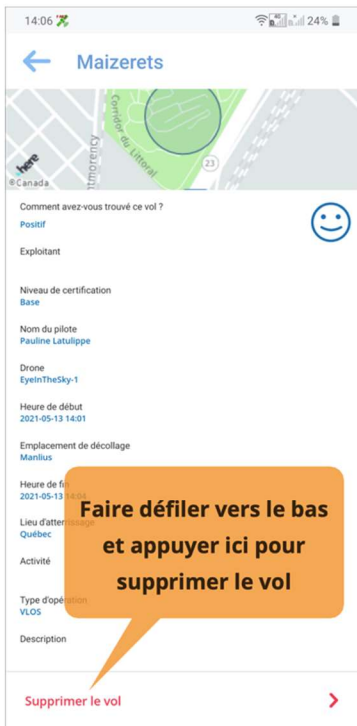 14:06
24%
Maizerets
Corridor du Littoral
23
here
©Canada
Comment avez-vous trouvé ce vol ?
Positif
Exploitant
Niveau de certification
Base
Nom du pilote
Pauline Latulippe
Drone
EyeInTheSky-1
Heure de début
2021-05-13 14:01
Emplacement de décollage
Manlius
Heure de fin
2021-05-13 14:04
Lieu d'atterrissage
Québec
Activité
Type d'opération
VLOS
Description
Faire défiler vers le bas
et appuyer ici pour
supprimer le vol
Supprimer le vol